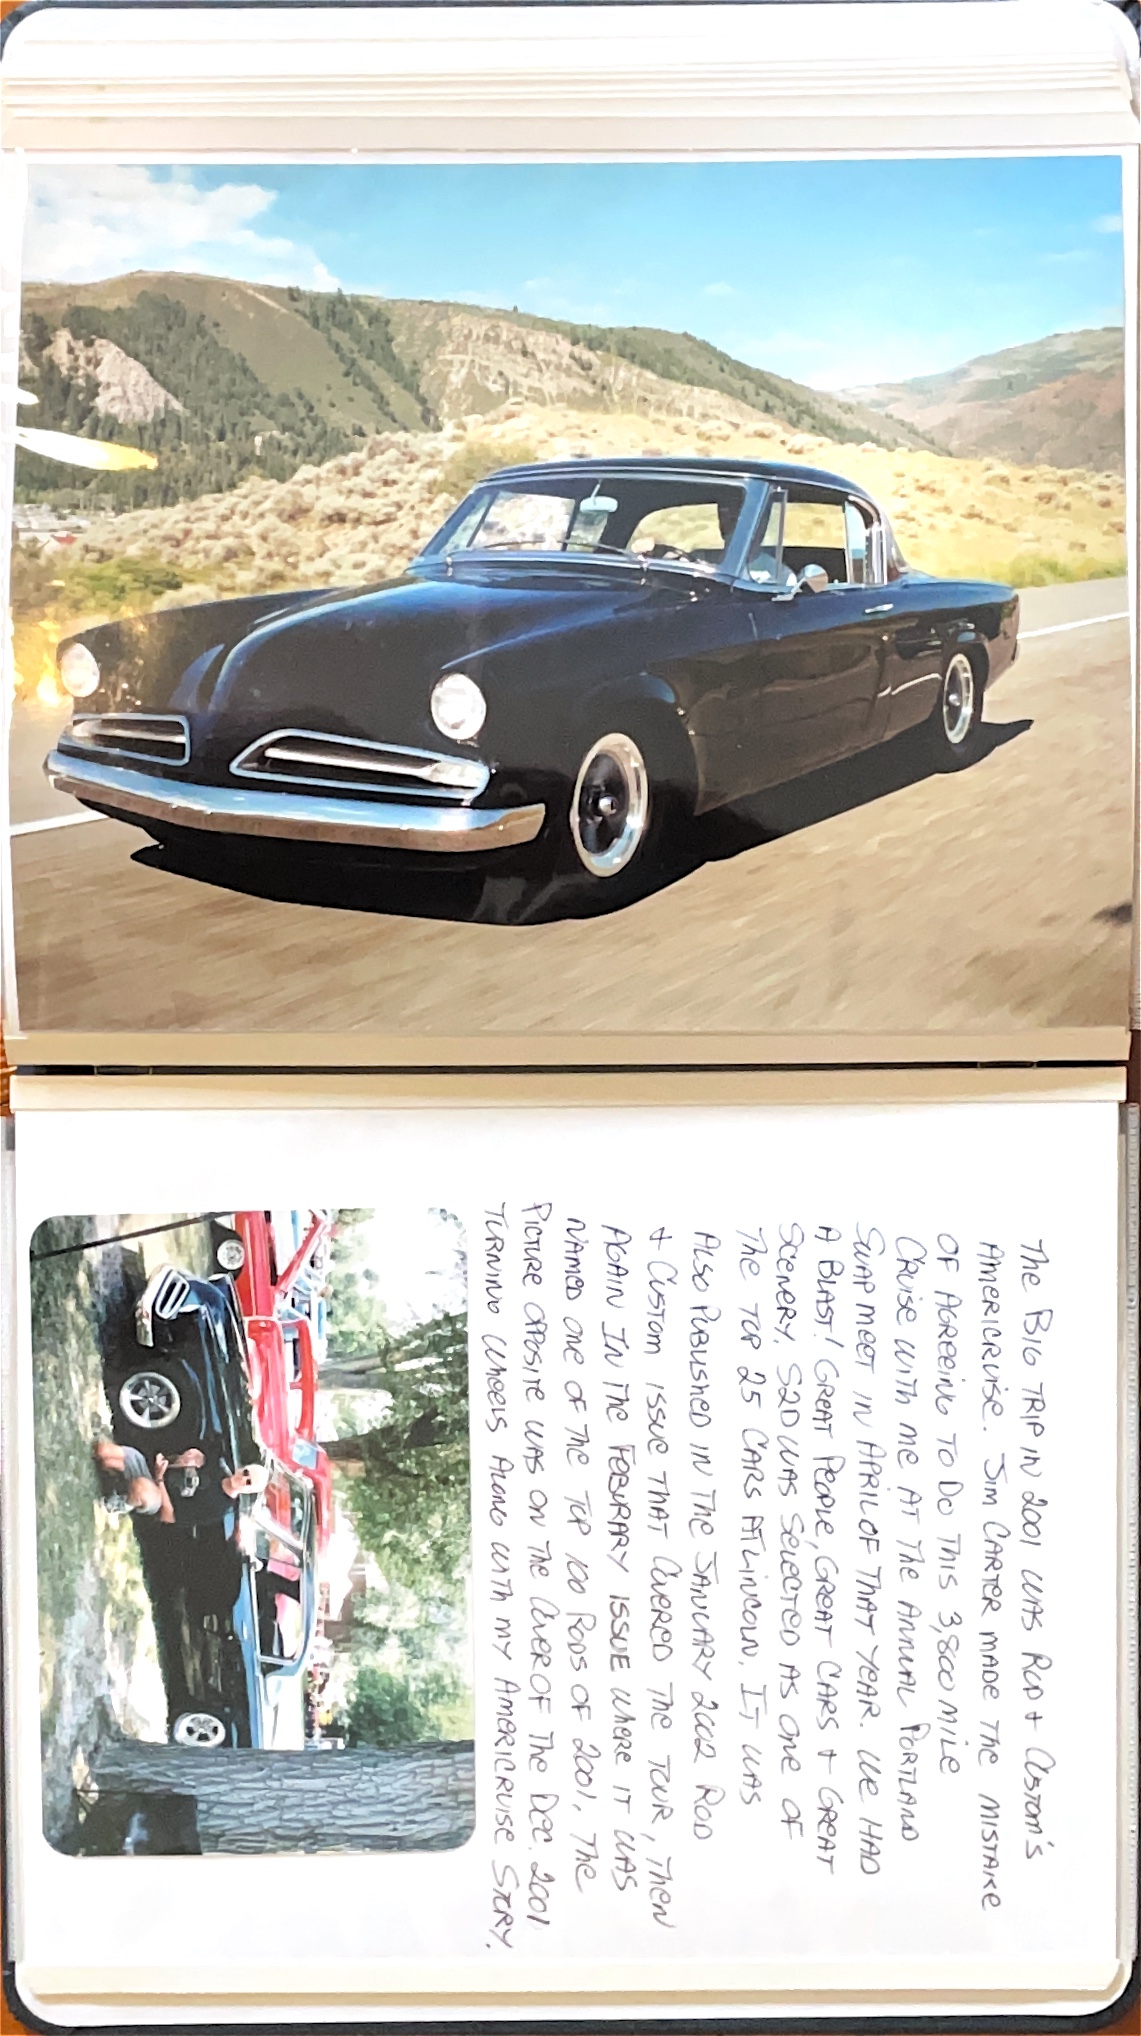 The BIG TRIP IN 2001 WAS ROD + CUSTOM'S
AMERICRUISE. JIM CARTER MADE THE MISTAKE
OF AGREEING TO DO THIS 3,800 MILE
CRUISE WITH ME AT THE ANNUAL PORTLAND
SWAP MEET IN APRIL OF THAT YEAR. WE HAD
A BLAST! GREAT PEOPLE, GREAT CARS + GREAT
SCENERY. S2D WAS SELECTED AS ONE OF
THE TOP 25 CARS AT LINCOLN. IT WAS
ALSO PUBLISHED IN THE JANUARY 2002 ROD
+ CUSTOM ISSUE THAT COVERED THE TOUR, THEN
AGAIN IN THE FEBURARY ISSUE WHERE IT WAS
NAMED ONE OF THE TOP 100 RODS OF 2001. THE
PICTURE OPPOSITE WAS ON THE COVER OF THE DEC. 2001
TURNING WHEELS ALONG WITH MY AMERICRUISE STORY.